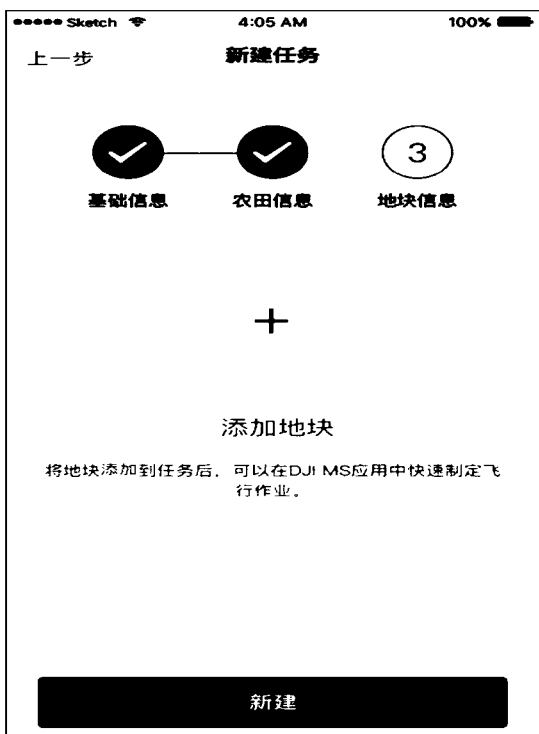 Sketch 4:05 AM 100%
上一步 新建任务
3
基础信息 农田信息 地块信息
添加地块
将地块添加到任务后，可以在DJI MS应用中快速制定飞
行作业。
新建